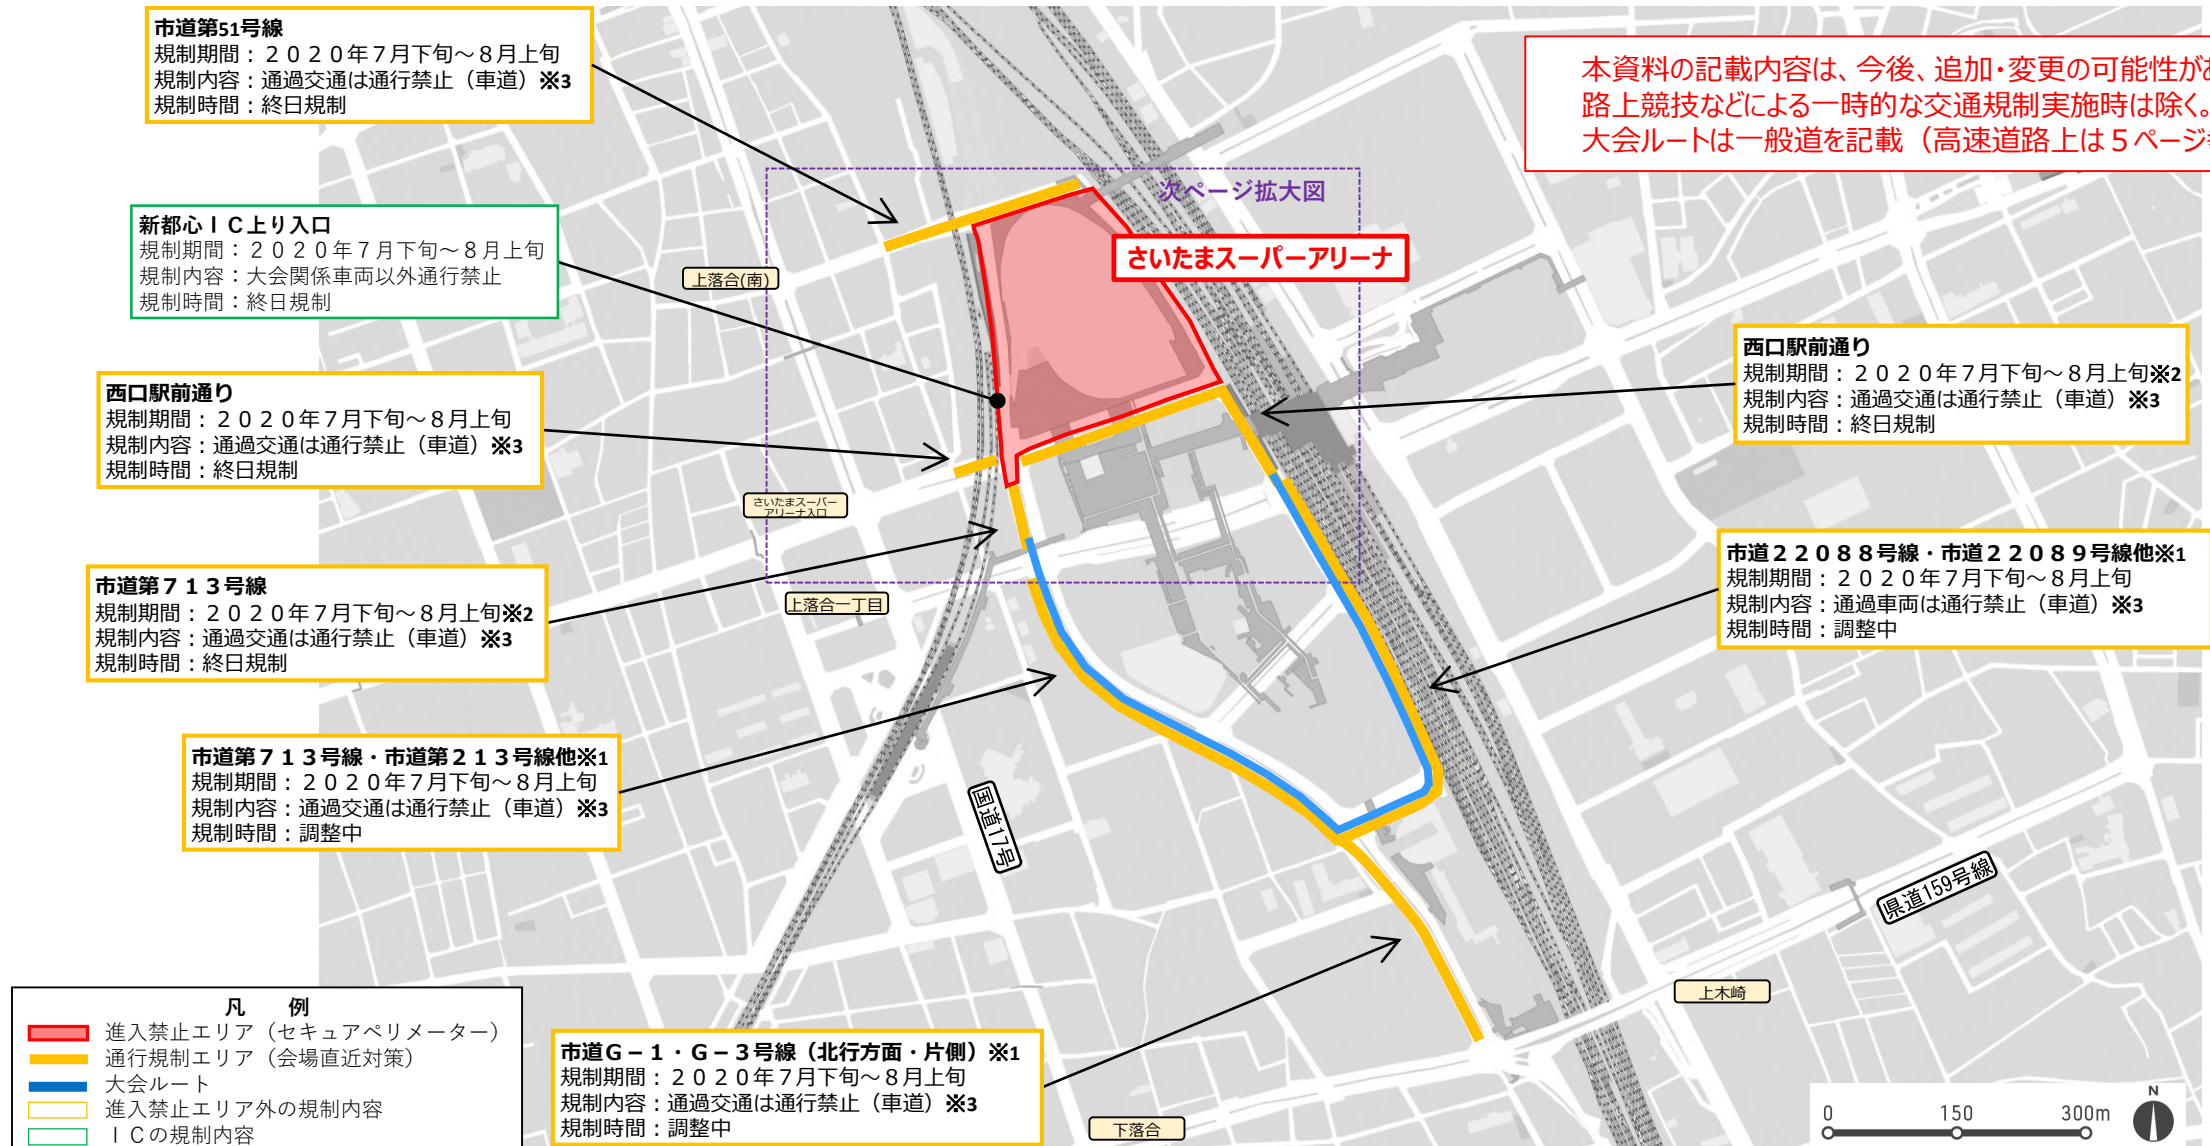 市道第51号線
規制期間：２０２０年７月下旬～８月上旬
規制内容：通過交通は通行禁止（車道）※3
規制時間：終日規制
本資料の記載内容は、今後、追加・変更の可能性があ
路上競技などによる一時的な交通規制実施時は除く。
大会ルートは一般道を記載（高速道路上は５ページ
次ページ拡大図
新都心ＩＣ上り入口
規制期間：２０２０年７月下旬～８月上旬
規制内容：大会関係車両以外通行禁止
規制時間：終日規制
さいたまスーパーアリーナ
上落合(南)
西口駅前通り
規制期間：２０２０年７月下旬～８月上旬※2
規制内容：通過交通は通行禁止（車道）※3
規制時間：終日規制
西口駅前通り
規制期間：２０２０年７月下旬～８月上旬
規制内容：通過交通は通行禁止（車道）※3
規制時間：終日規制
さいたまスーパー
アリーナ入口
市道２２０８８号線・市道２２０８９号線他※1
規制期間：２０２０年７月下旬～８月上旬
規制内容：通過車両は通行禁止（車道）※3
規制時間：調整中
市道第７１３号線
規制期間：２０２０年７月下旬～８月上旬※2
規制内容：通過交通は通行禁止（車道）※3
規制時間：終日規制
上落合一丁目
市道第７１３号線・市道第２１３号線他※1
規制期間：２０２０年７月下旬～８月上旬
規制内容：通過交通は通行禁止（車道）※3
規制時間：調整中
国道17号
県道159号線
上木崎
凡　例
進入禁止エリア（セキュアペリメーター）
通行規制エリア（会場直近対策）
大会ルート
進入禁止エリア外の規制内容
ＩＣの規制内容
市道Ｇ－１・Ｇ－３号線（北行方面・片側）※1
規制期間：２０２０年７月下旬～８月上旬
規制内容：通過交通は通行禁止（車道）※3
規制時間：調整中
下落合
0 150 300m
N